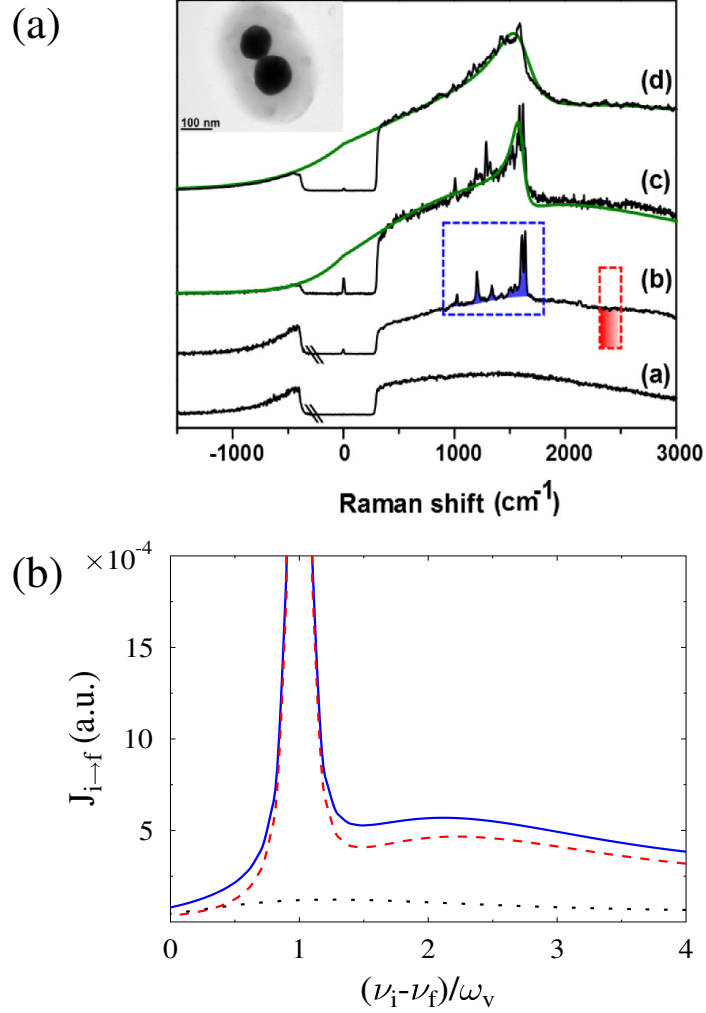 (a)
100 nm
(d)
(c)
(b)
(a)
-1000 0 1000 2000 3000
Raman shift (cm-1)
(b)
×10-4
15
10
5
0 1 2 3 4
Ji→f (a.u.)
(νi-νf)/ωv